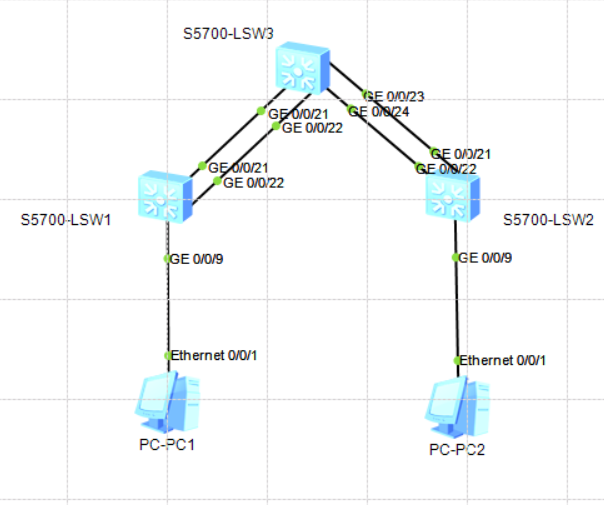 S5700-LSW3
GE 0/0/23
GE 0/0/21
GE 0/0/24
GE 0/0/22
GE 0/0/21
GE 0/0/21
GE 0/0/22
GE 0/0/22
S5700-LSW1
S5700-LSW2
GE 0/0/9
GE 0/0/9
Ethernet 0/0/1
Ethernet 0/0/1
PC-PC1
PC-PC2